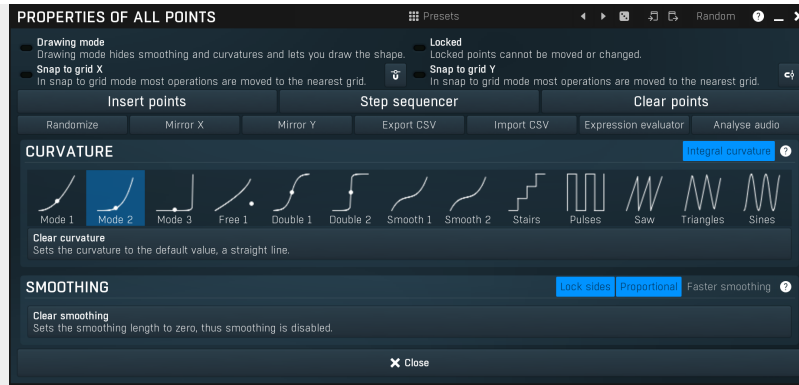 PROPERTIES OF ALL POINTS Presets Random ?
Drawing mode
Drawing mode hides smoothing and curvatures and lets you draw the shape.
Locked
Locked points cannot be moved or changed.
Snap to grid X
In snap to grid mode most operations are moved to the nearest grid.
Snap to grid Y
In snap to grid mode most operations are moved to the nearest grid.
Insert points Step sequencer Clear points
Randomize Mirror X Mirror Y Export CSV Import CSV Expression evaluator Analyse audio
CURVATURE Integral curvature ?
Mode 1 Mode 2 Mode 3 Free 1 Double 1 Double 2 Smooth 1 Smooth 2 Stairs Pulses Saw Triangles Sines
Clear curvature
Sets the curvature to the default value, a straight line.
SMOOTHING Lock sides Proportional Faster smoothing ?
Clear smoothing
Sets the smoothing length to zero, thus smoothing is disabled.
Close